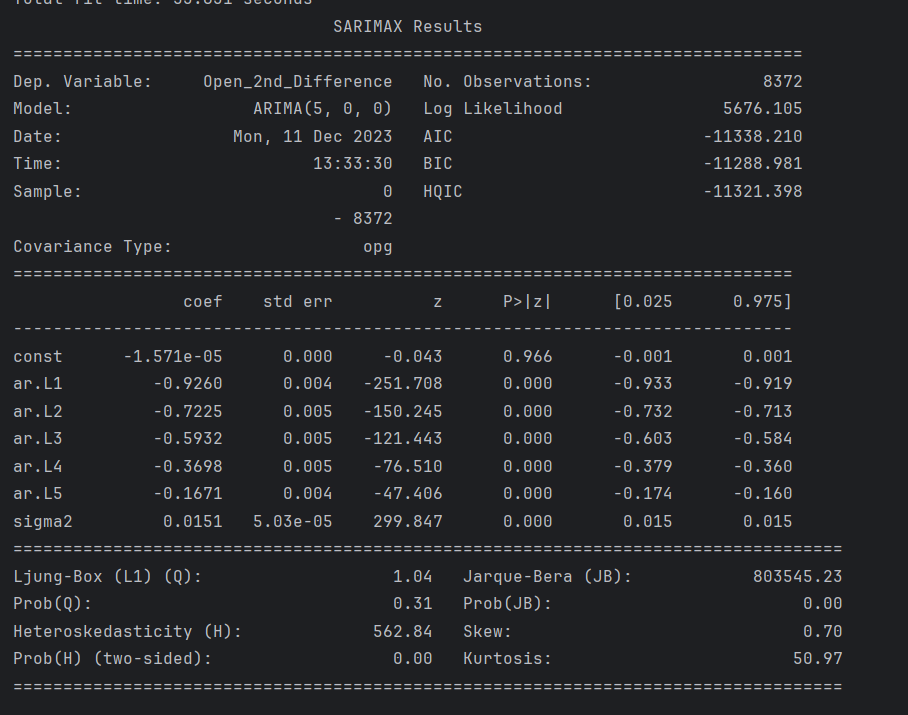 Total fit time: 33.831 seconds
SARIMAX Results
==============================================================================
Dep. Variable:     Open_2nd_Difference   No. Observations:                 8372
Model:                    ARIMA(5, 0, 0)   Log Likelihood                5676.105
Date:                  Mon, 11 Dec 2023   AIC                         -11338.210
Time:                          13:33:30   BIC                         -11288.981
Sample:                               0   HQIC                        -11321.398
- 8372
Covariance Type:                    opg
==============================================================================
coef    std err          z      P>|z|      [0.025      0.975]
------------------------------------------------------------------------------
const      -1.571e-05      0.000     -0.043      0.966      -0.001       0.001
ar.L1         -0.9260      0.004   -251.708      0.000      -0.933      -0.919
ar.L2         -0.7225      0.005   -150.245      0.000      -0.732      -0.713
ar.L3         -0.5932      0.005   -121.443      0.000      -0.603      -0.584
ar.L4         -0.3698      0.005    -76.510      0.000      -0.379      -0.360
ar.L5         -0.1671      0.004    -47.406      0.000      -0.174      -0.160
sigma2         0.0151   5.03e-05    299.847      0.000       0.015       0.015
===================================================================================
Ljung-Box (L1) (Q):                   1.04   Jarque-Bera (JB):            803545.23
Prob(Q):                              0.31   Prob(JB):                         0.00
Heteroskedasticity (H):             562.84   Skew:                             0.70
Prob(H) (two-sided):                  0.00   Kurtosis:                        50.97
===================================================================================